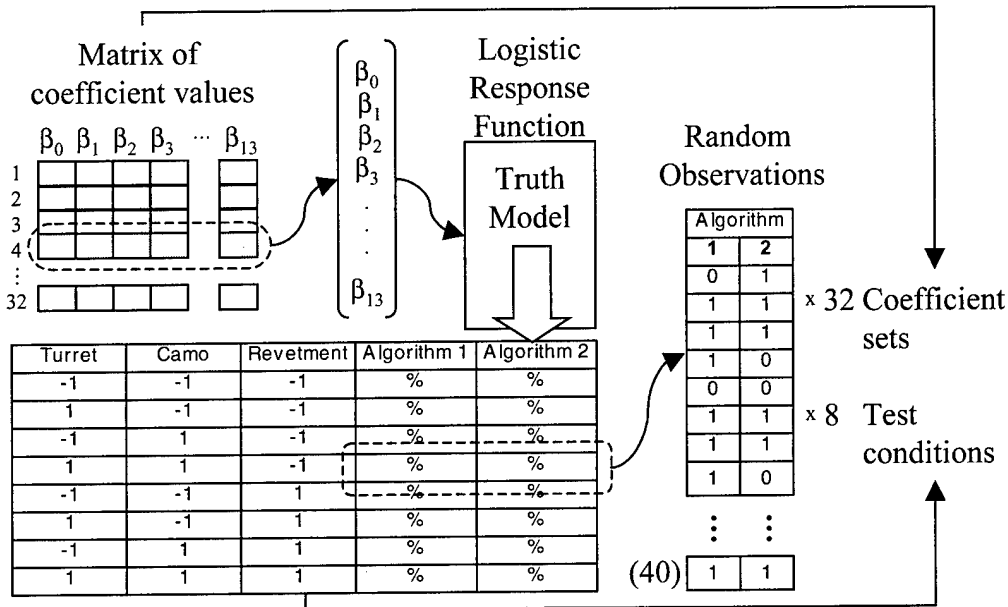 Matrix of
coefficient values
β0 β1 β2 β3 ... β13
1
2
3
4
⋮
32
β0
β1
β2
β3
.
.
.
β13
Logistic
Response
Function
Truth
Model
Random
Observations
Algorithm
1 2
0 1
1 1
1 1
1 0
0 0
1 1
1 1
1 0
⋮ ⋮
(40) 1 1
x 32 Coefficient
sets
x 8 Test
conditions
Turret Camo Revetment Algorithm 1 Algorithm 2
-1 -1 -1 % %
1 -1 -1 % %
-1 1 -1 % %
1 1 -1 % %
-1 -1 1 % %
1 -1 1 % %
-1 1 1 % %
1 1 1 % %